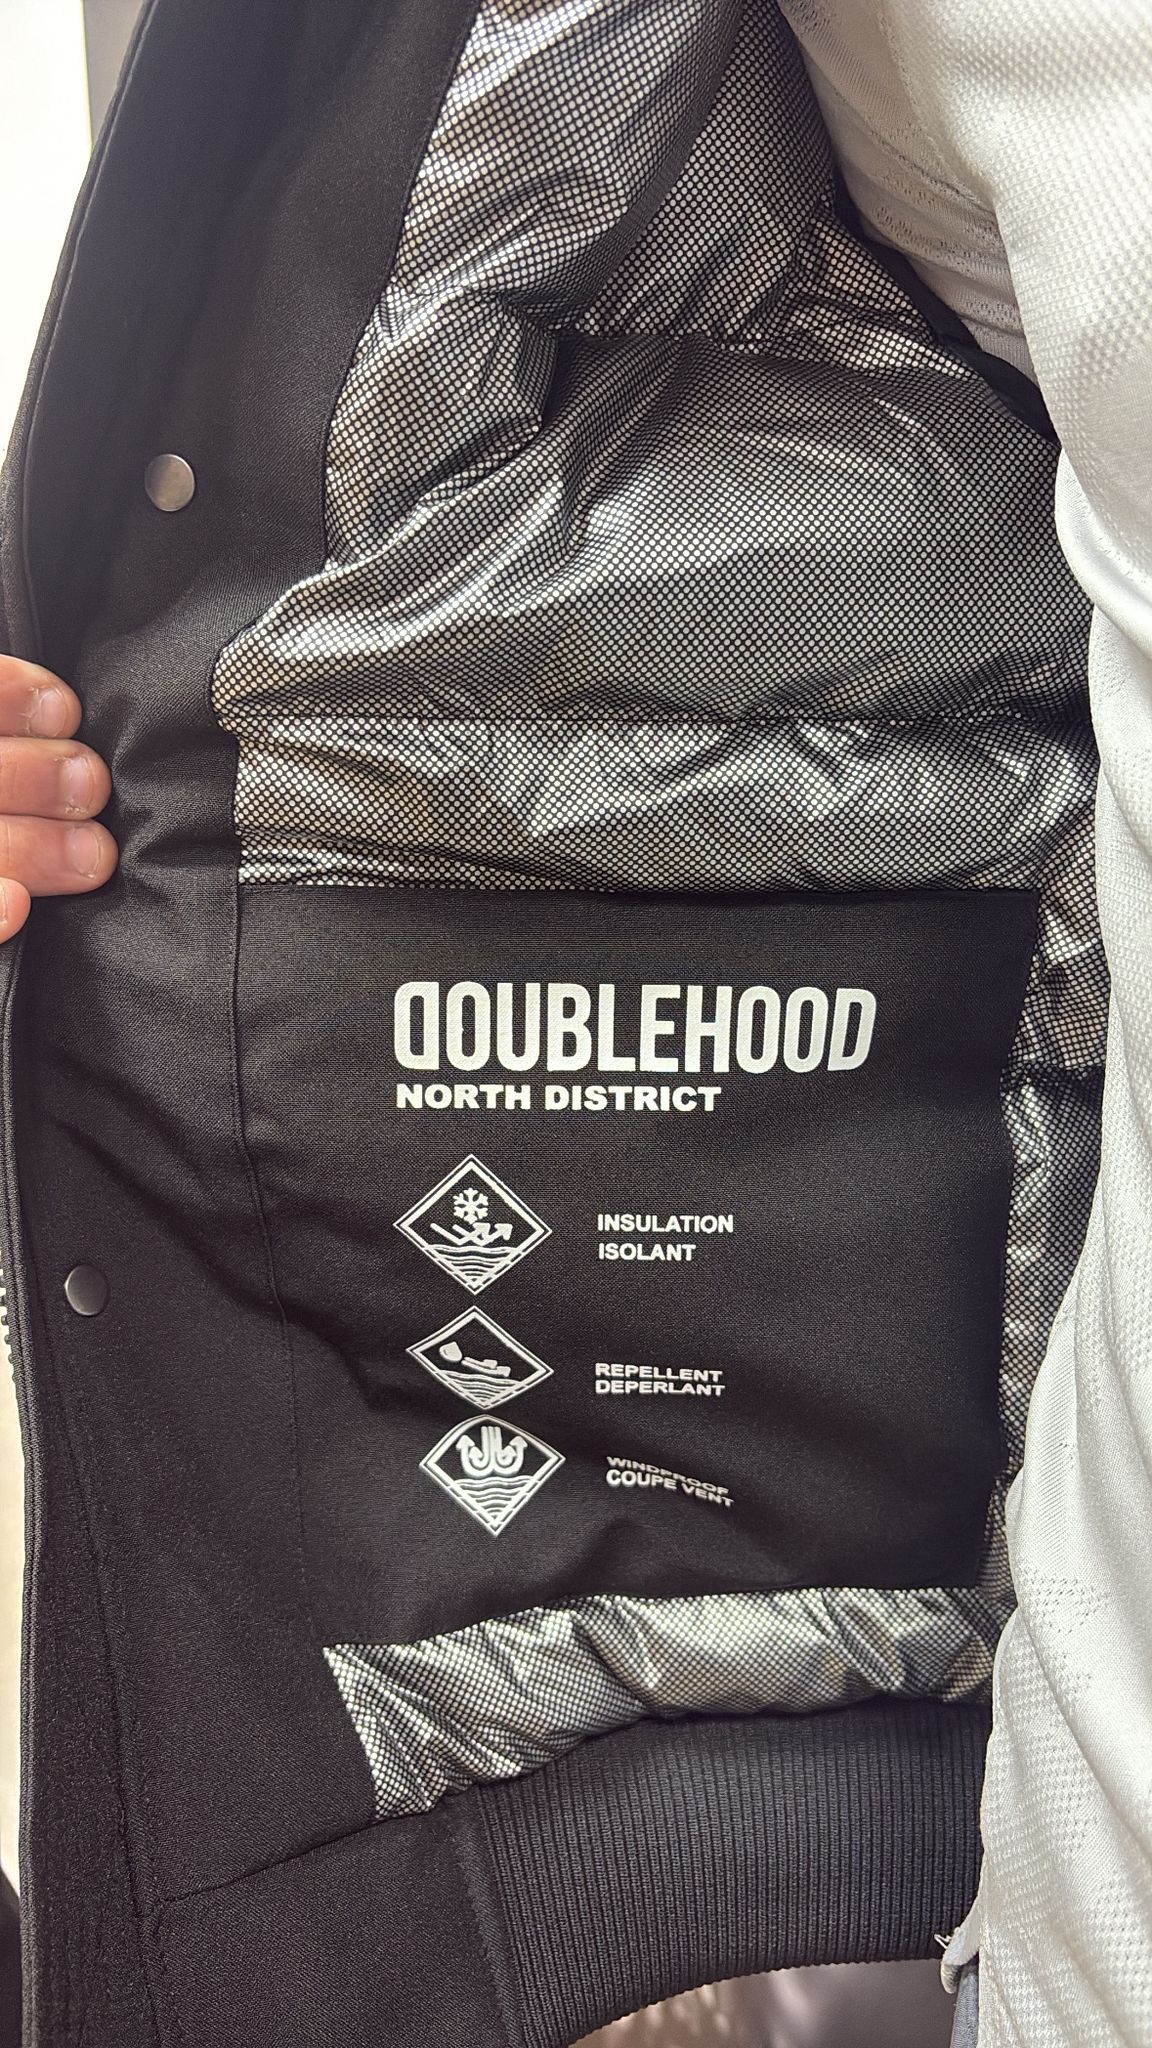 DOUBLEHOOD
NORTH DISTRICT
INSULATION
ISOLANT
REPELLENT
DEPERLANT
WINDPROOF
COUPE VENT